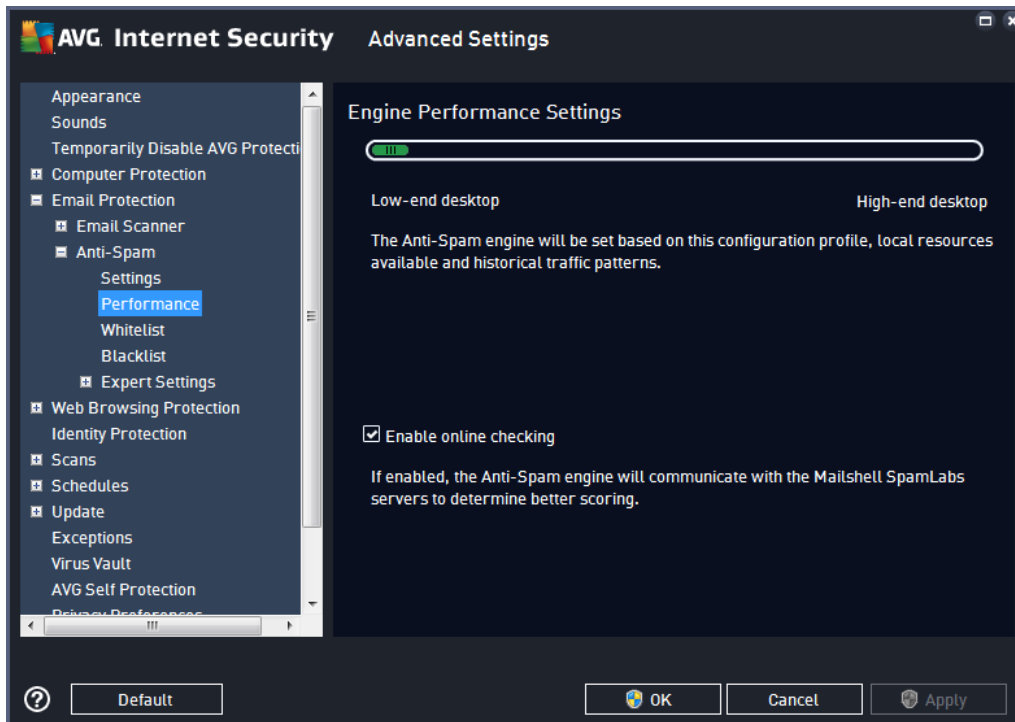 AVG Internet Security Advanced Settings
Appearance
Sounds
Temporarily Disable AVG Protecti
Computer Protection
Email Protection
Email Scanner
Anti-Spam
Settings
Performance
Whitelist
Blacklist
Expert Settings
Web Browsing Protection
Identity Protection
Scans
Schedules
Update
Exceptions
Virus Vault
AVG Self Protection
Privacy Preferences
Engine Performance Settings
Low-end desktop High-end desktop
The Anti-Spam engine will be set based on this configuration profile, local resources
available and historical traffic patterns.
Enable online checking
If enabled, the Anti-Spam engine will communicate with the Mailshell SpamLabs
servers to determine better scoring.
? Default OK Cancel Apply